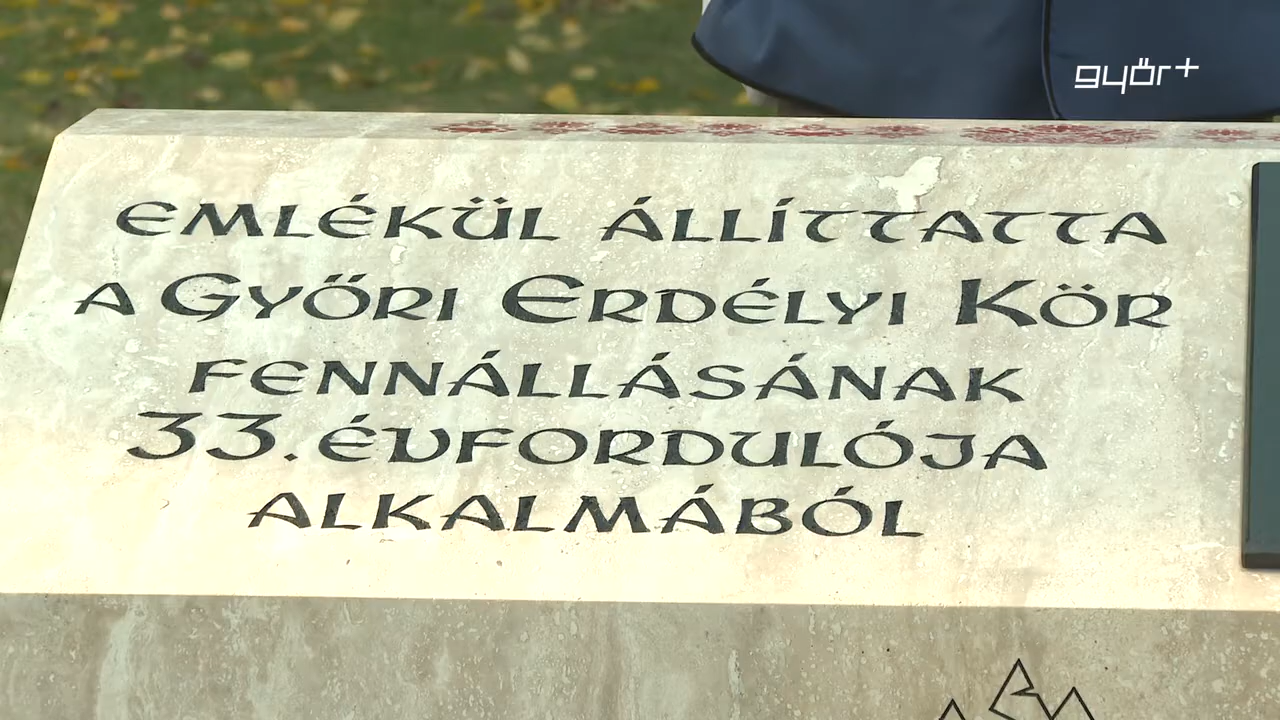 győr+
EMLÉKÜL ÁLLÍTTATTA
A GYŐRI ERDÉLYI KÖR
FENNÁLLÁSÁNAK
33. ÉVFORDULÓJA
ALKALMÁBÓL